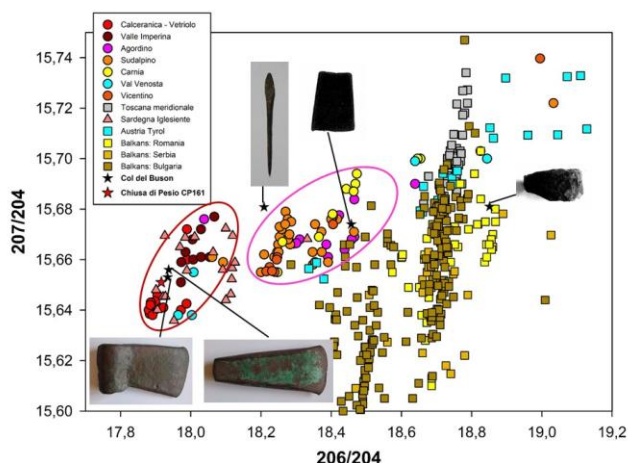 Calceranica - Vetriolo
Valle Imperina
Agordino
Sudalpino
Carnia
Val Venosta
Vicentino
Toscana meridionale
Sardegna Iglesiente
Austria Tyrol
Balkans: Romania
Balkans: Serbia
Balkans: Bulgaria
Col del Buson
Chiusa di Pesio CP161
207/204
15,74
15,72
15,70
15,68
15,66
15,64
15,62
15,60
17,8
18,0
18,2
18,4
18,6
18,8
19,0
19,2
206/204